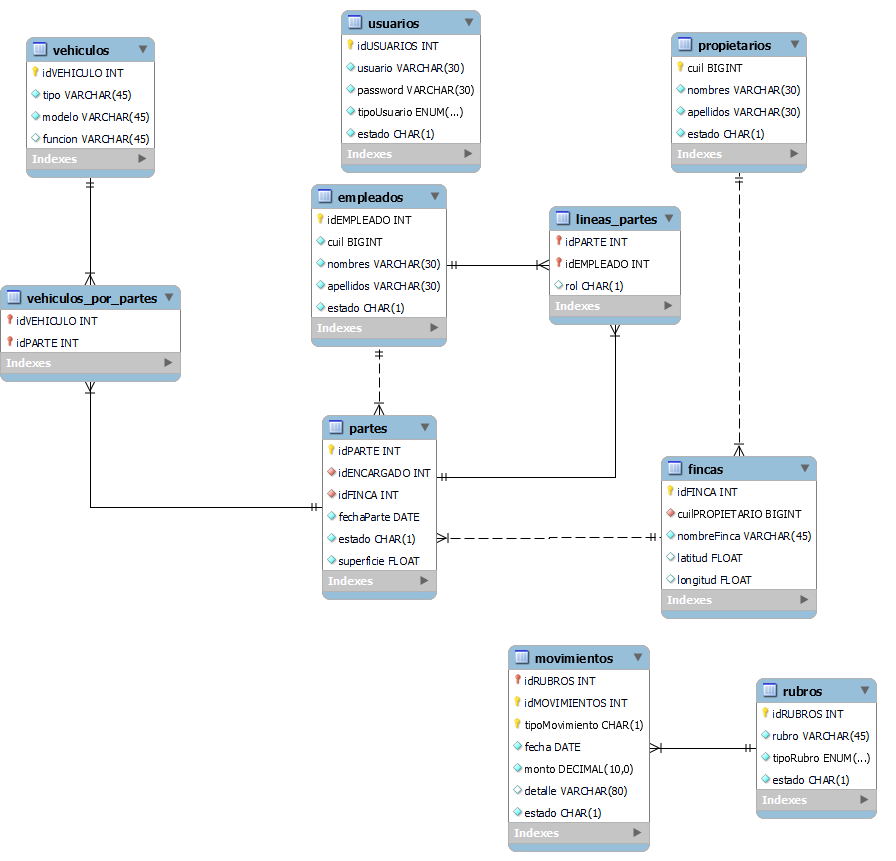 vehiculos
idVEHICULO INT
tipo VARCHAR(45)
modelo VARCHAR(45)
funcion VARCHAR(45)
Indexes
usuarios
idUSUARIOS INT
usuario VARCHAR(30)
password VARCHAR(30)
tipoUsuario ENUM(...)
estado CHAR(1)
Indexes
propietarios
cuil BIGINT
nombres VARCHAR(30)
apellidos VARCHAR(30)
estado CHAR(1)
Indexes
empleados
idEMPLEADO INT
cuil BIGINT
nombres VARCHAR(30)
apellidos VARCHAR(30)
estado CHAR(1)
Indexes
lineas_partes
idPARTE INT
idEMPLEADO INT
rol CHAR(1)
Indexes
vehiculos_por_partes
idVEHICULO INT
idPARTE INT
Indexes
partes
idPARTE INT
idENCARGADO INT
idFINCA INT
fechaParte DATE
estado CHAR(1)
superficie FLOAT
Indexes
fincas
idFINCA INT
cuilPROPIETARIO BIGINT
nombreFinca VARCHAR(45)
latitud FLOAT
longitud FLOAT
Indexes
movimientos
idRUBROS INT
idMOVIMIENTOS INT
tipoMovimiento CHAR(1)
fecha DATE
monto DECIMAL(10,0)
detalle VARCHAR(80)
estado CHAR(1)
Indexes
rubros
idRUBROS INT
rubro VARCHAR(45)
tipoRubro ENUM(...)
estado CHAR(1)
Indexes